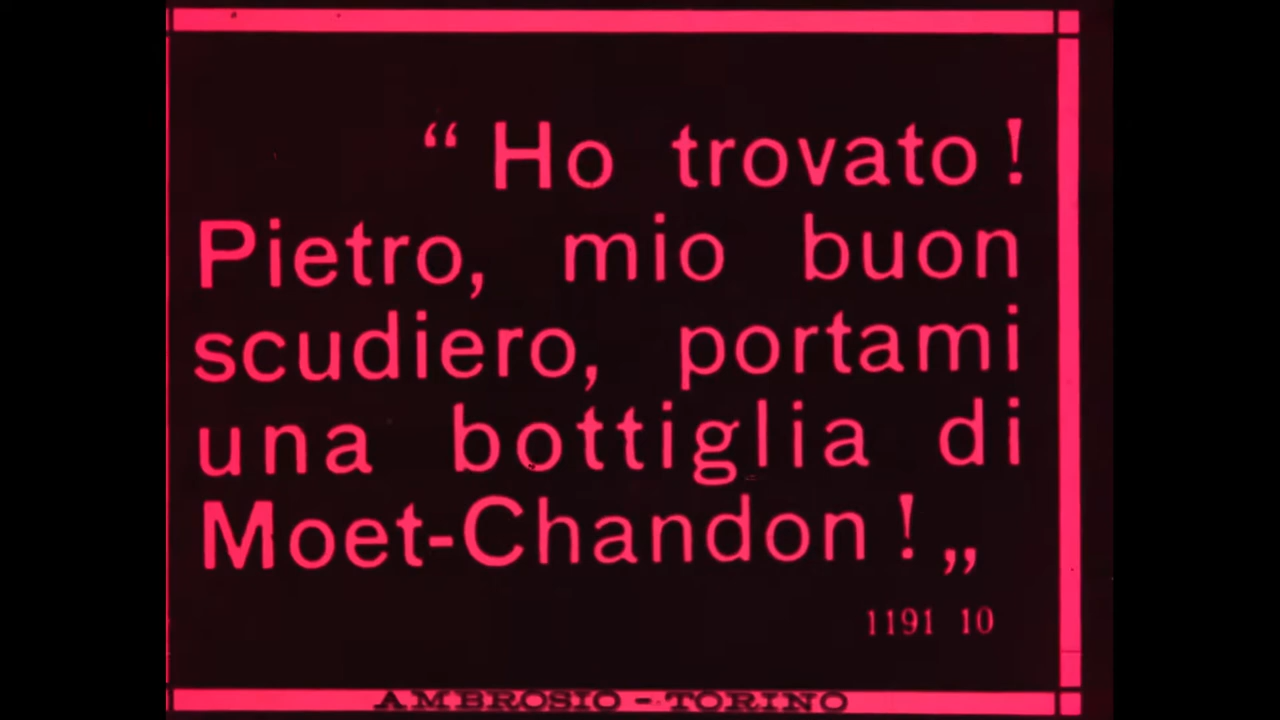 “ Ho trovato !
Pietro, mio buon
scudiero, portami
una bottiglia di
Moet-Chandon ! „
1191 10
AMBROSIO - TORINO